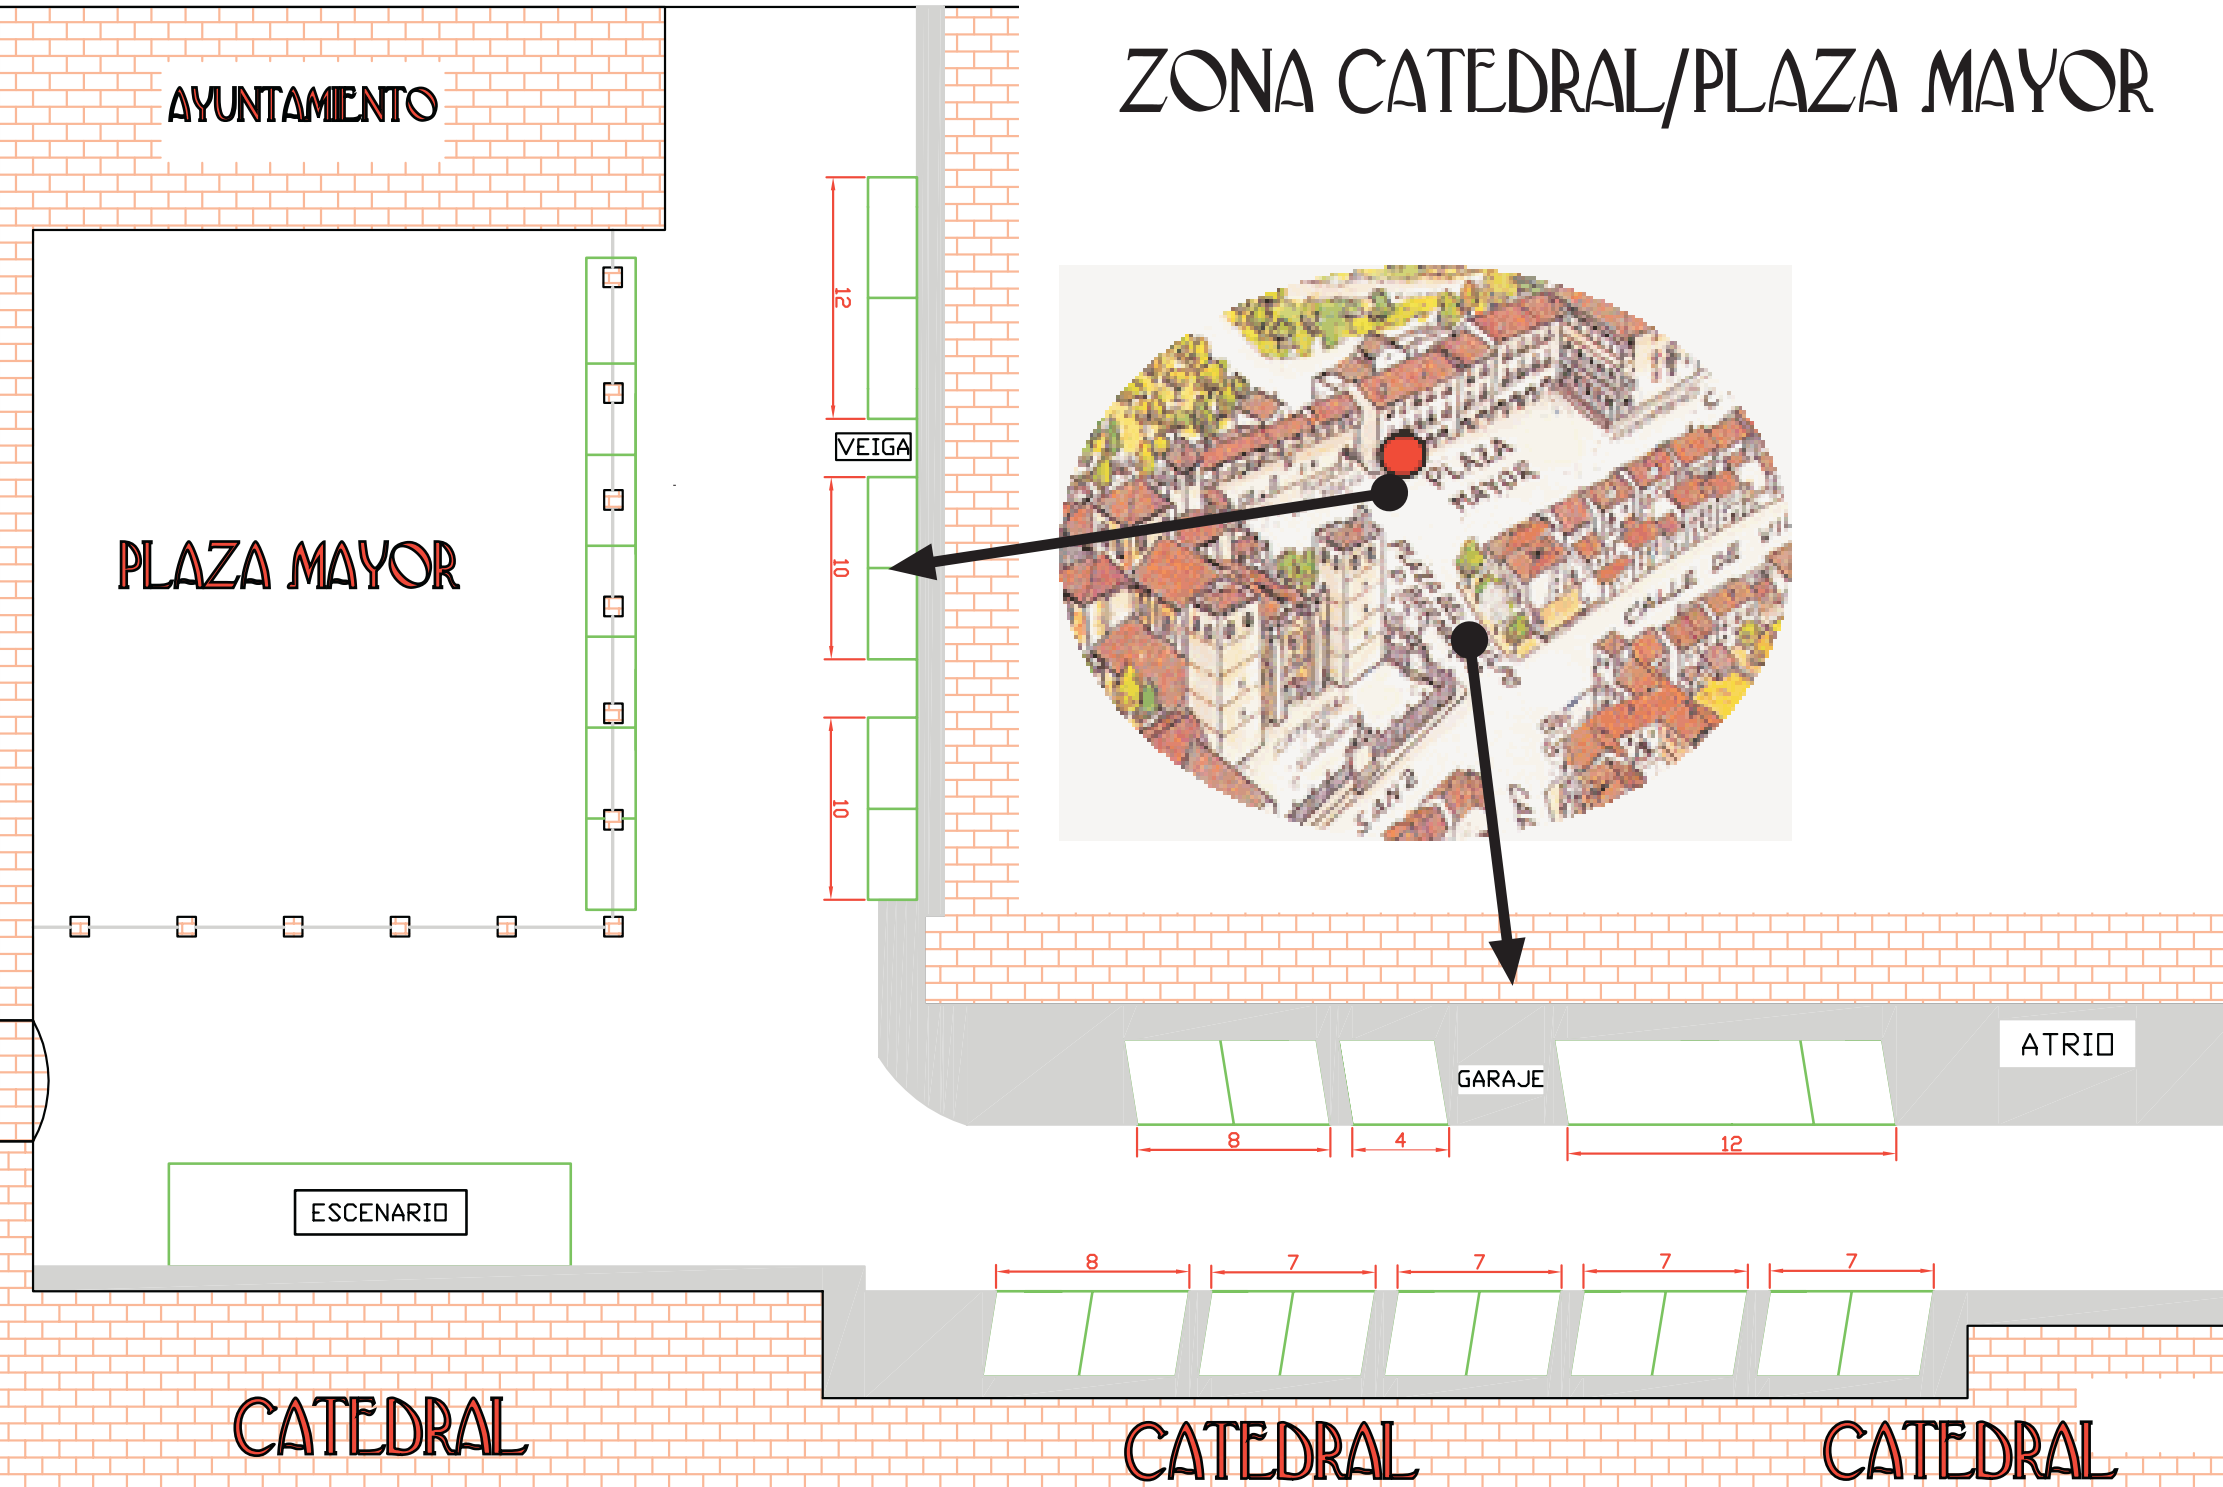 ZONA CATEDRAL/PLAZA MAYOR
AYUNTAMIENTO
12
VEIGA
PLAZA
MAYOR
PLAZA MAYOR
10
CALLE DE
10
SAN
ATRIO
GARAJE
8
4
12
ESCENARIO
8
7
7
7
7
CATEDRAL
CATEDRAL
CATEDRAL